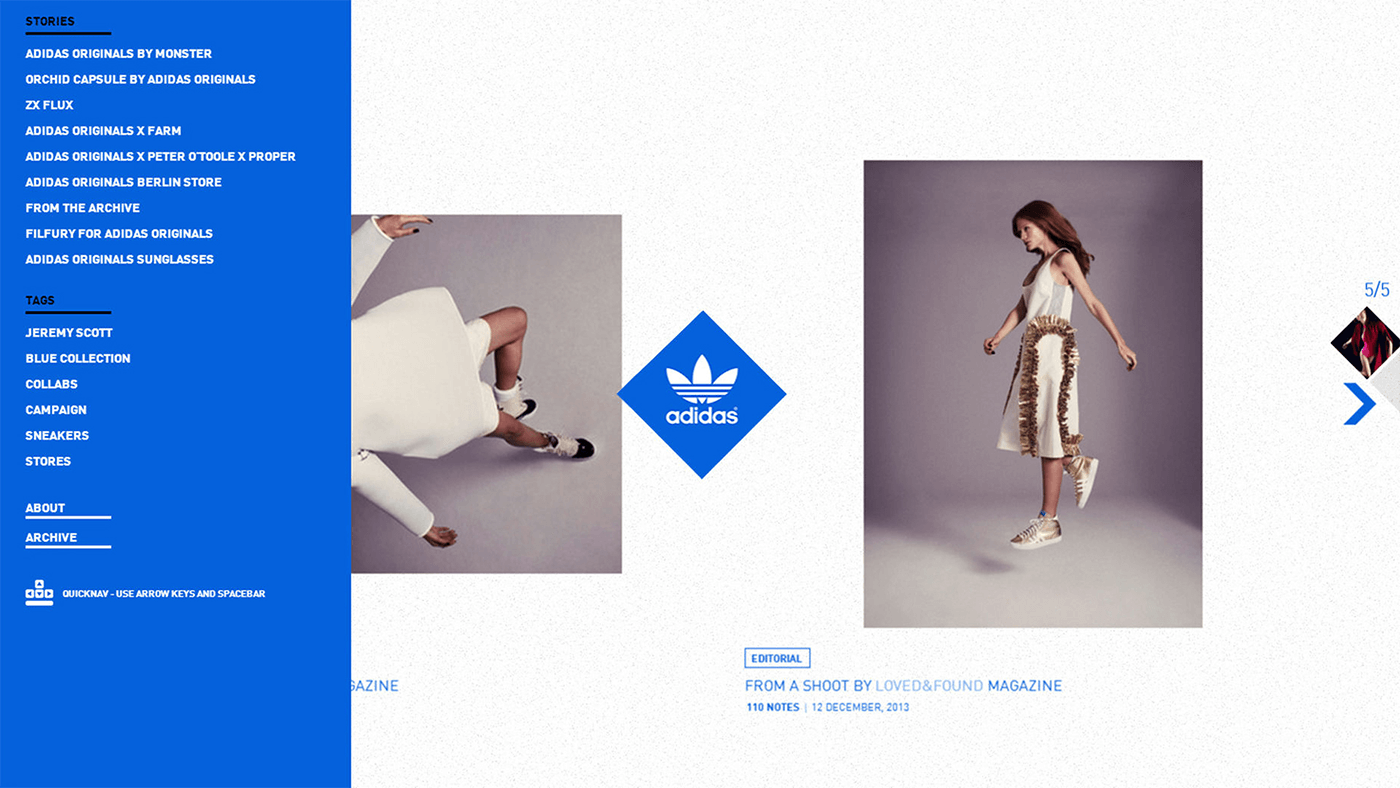 STORIES
ADIDAS ORIGINALS BY MONSTER
ORCHID CAPSULE BY ADIDAS ORIGINALS
ZX FLUX
ADIDAS ORIGINALS X FARM
ADIDAS ORIGINALS X PETER O'TOOLE X PROPER
ADIDAS ORIGINALS BERLIN STORE
FROM THE ARCHIVE
FILFURY FOR ADIDAS ORIGINALS
ADIDAS ORIGINALS SUNGLASSES
TAGS
JEREMY SCOTT
BLUE COLLECTION
COLLABS
CAMPAIGN
SNEAKERS
STORES
ABOUT
ARCHIVE
QUICKNAV - USE ARROW KEYS AND SPACEBAR
GAZINE
adidas
EDITORIAL
FROM A SHOOT BY LOVED&FOUND MAGAZINE
110 NOTES | 12 DECEMBER, 2013
5/5